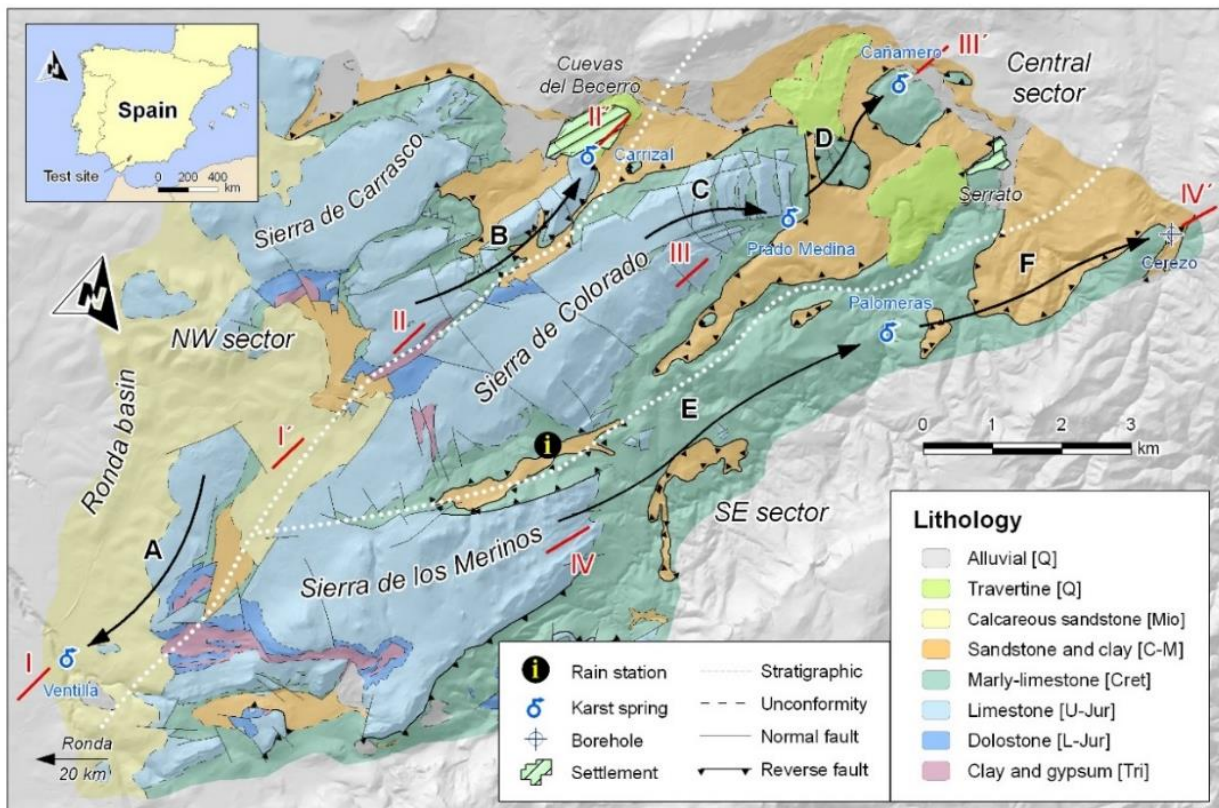 Spain
Test site
0 200 400
km
N
N
Cuevas
del Becerro
II´
Carrizal
Cañamero
III´
Central
sector
Sierra de Carrasco
B
C
D
Prado Medina
Serrato
IV´
Cerezo
F
NW sector
II
Sierra de Colorado
III
Palomeras
Ronda basin
I´
i
E
0 1 2 3
km
A
Sierra de los Merinos
IV
SE sector
I
Ventilla
Ronda
20 km
i Rain station
Karst spring
Borehole
Settlement
Stratigraphic
Unconformity
Normal fault
Reverse fault
Lithology
Alluvial [Q]
Travertine [Q]
Calcareous sandstone [Mio]
Sandstone and clay [C-M]
Marly-limestone [Cret]
Limestone [U-Jur]
Dolostone [L-Jur]
Clay and gypsum [Tri]